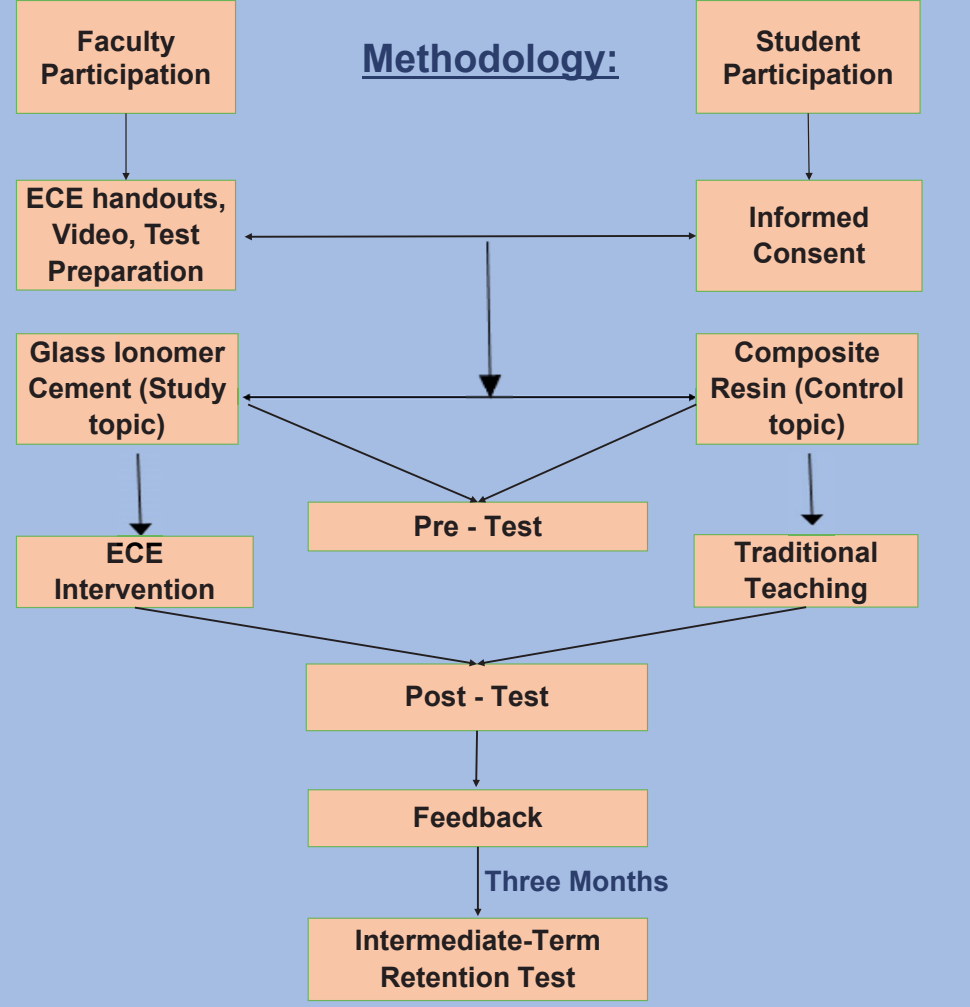 Faculty
Participation
Methodology:
Student
Participation
ECE handouts,
Video, Test
Preparation
Informed
Consent
Glass Ionomer
Cement (Study
topic)
Composite
Resin (Control
topic)
Pre - Test
ECE
Intervention
Traditional
Teaching
Post - Test
Feedback
Three Months
Intermediate-Term
Retention Test